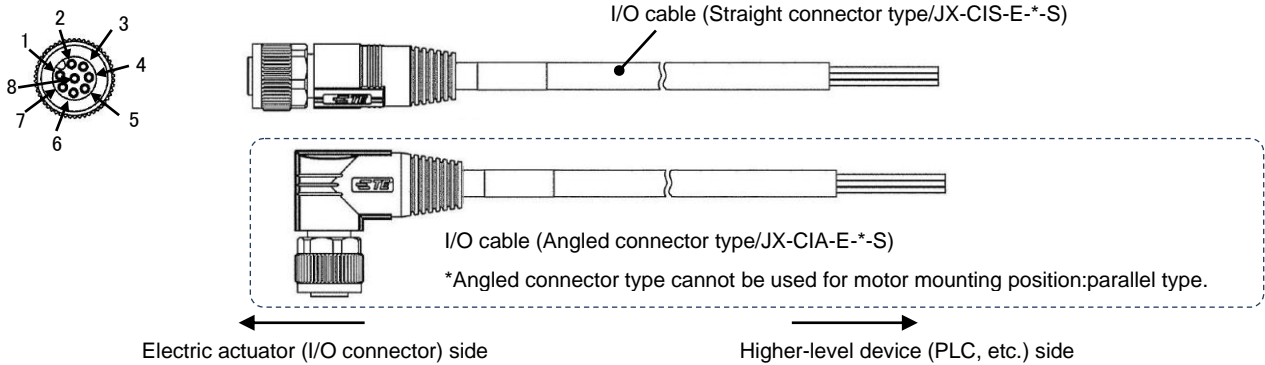 I/O cable (Straight connector type/JX-CIS-E-*-S)
2
3
1
4
8
7
5
6
TE
TE
I/O cable (Angled connector type/JX-CIA-E-*-S)
*Angled connector type cannot be used for motor mounting position:parallel type.
Electric actuator (I/O connector) side
Higher-level device (PLC, etc.) side